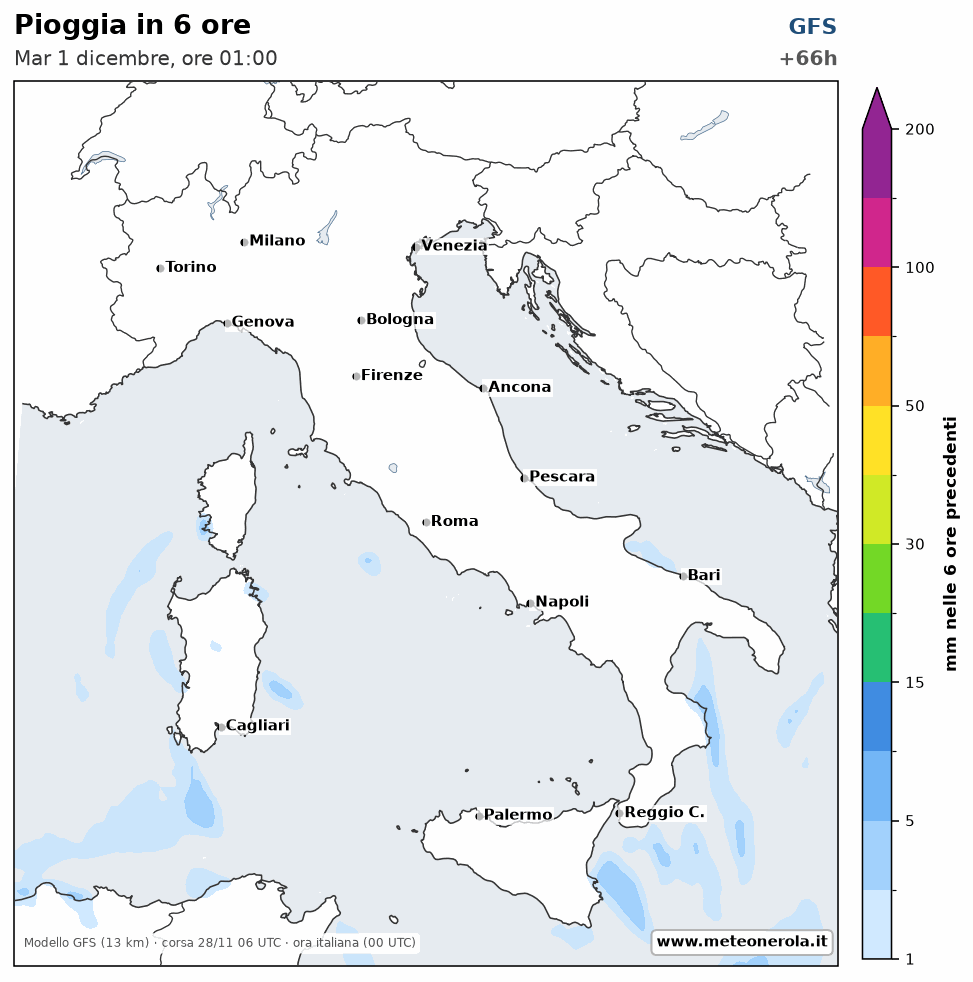 Pioggia in 6 ore
GFS
Mar 1 dicembre, ore 01:00
+66h
200
Milano
Venezia
Torino
100
Genova
Bologna
Firenze
Ancona
50
Pescara
Roma
30
Bari
Napoli
15
Cagliari
Palermo
Reggio C.
5
1
mm nelle 6 ore precedenti
Modello GFS (13 km) · corsa 28/11 06 UTC · ora italiana (00 UTC)
www.meteonerola.it